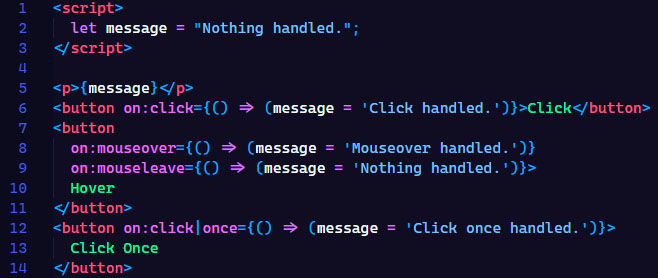 1 <script>
2 let message = "Nothing handled.";
3 </script>
4
5 <p>{message}</p>
6 <button on:click={() => (message = 'Click handled.')}>Click</button>
7 <button
8 on:mouseover={() => (message = 'Mouseover handled.')}
9 on:mouseleave={() => (message = 'Nothing handled.')}>
10 Hover
11 </button>
12 <button on:click|once={() => (message = 'Click once handled.')}>
13 Click Once
14 </button>